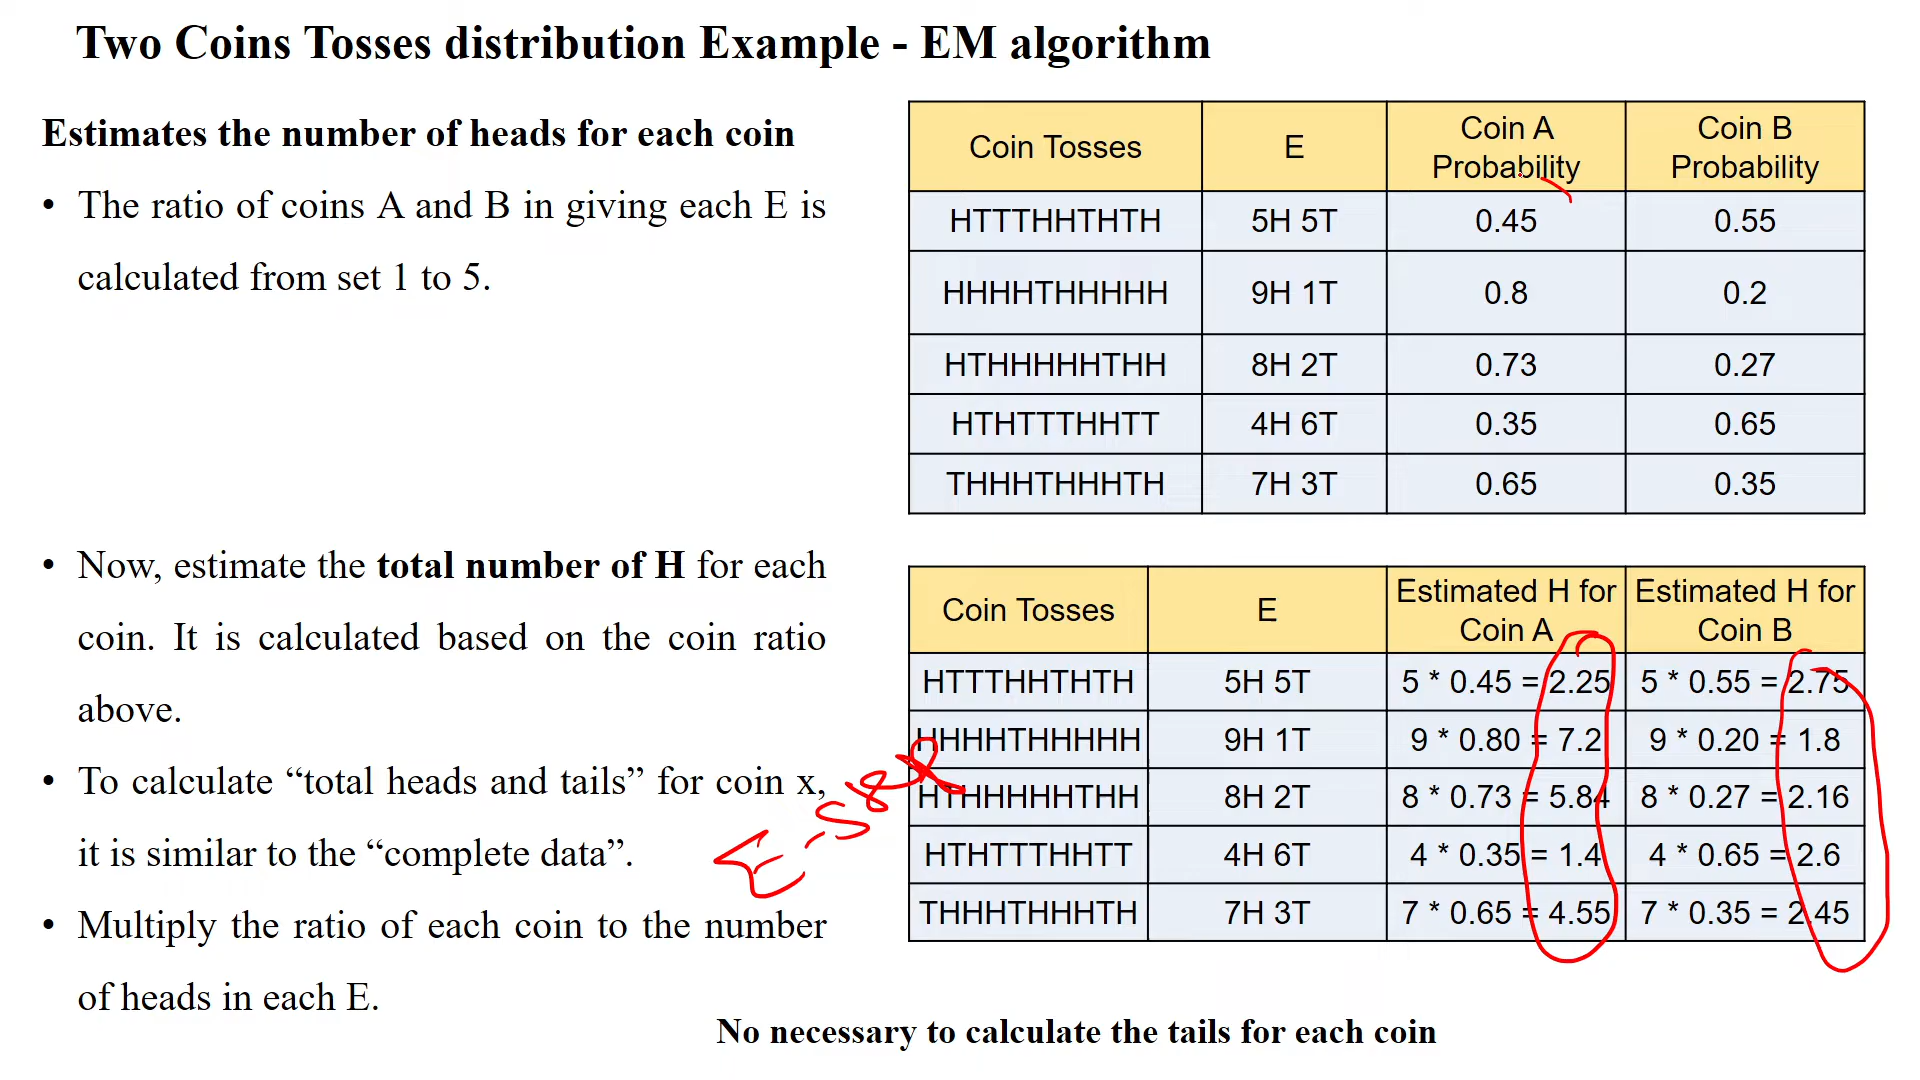 Two Coins Tosses distribution Example - EM algorithm
Estimates the number of heads for each coin
• The ratio of coins A and B in giving each E is
calculated from set 1 to 5.
Coin Tosses E Coin A Probability Coin B Probability
HTTTHHTHTH 5H 5T 0.45 0.55
HHHHTHHHHH 9H 1T 0.8 0.2
HTHHHHHTHH 8H 2T 0.73 0.27
HTHTTTHHTT 4H 6T 0.35 0.65
THHHTHHHTH 7H 3T 0.65 0.35
• Now, estimate the total number of H for each
coin. It is calculated based on the coin ratio
above.
• To calculate “total heads and tails” for coin x,
it is similar to the “complete data”.
• Multiply the ratio of each coin to the number
of heads in each E.
Coin Tosses E Estimated H for Coin A Estimated H for Coin B
HTTTHHTHTH 5H 5T 5 * 0.45 = 2.25 5 * 0.55 = 2.75
HHHHTHHHHH 9H 1T 9 * 0.80 = 7.2 9 * 0.20 = 1.8
HTHHHHHTHH 8H 2T 8 * 0.73 = 5.84 8 * 0.27 = 2.16
HTHTTTHHTT 4H 6T 4 * 0.35 = 1.4 4 * 0.65 = 2.6
THHHTHHHTH 7H 3T 7 * 0.65 = 4.55 7 * 0.35 = 2.45
No necessary to calculate the tails for each coin